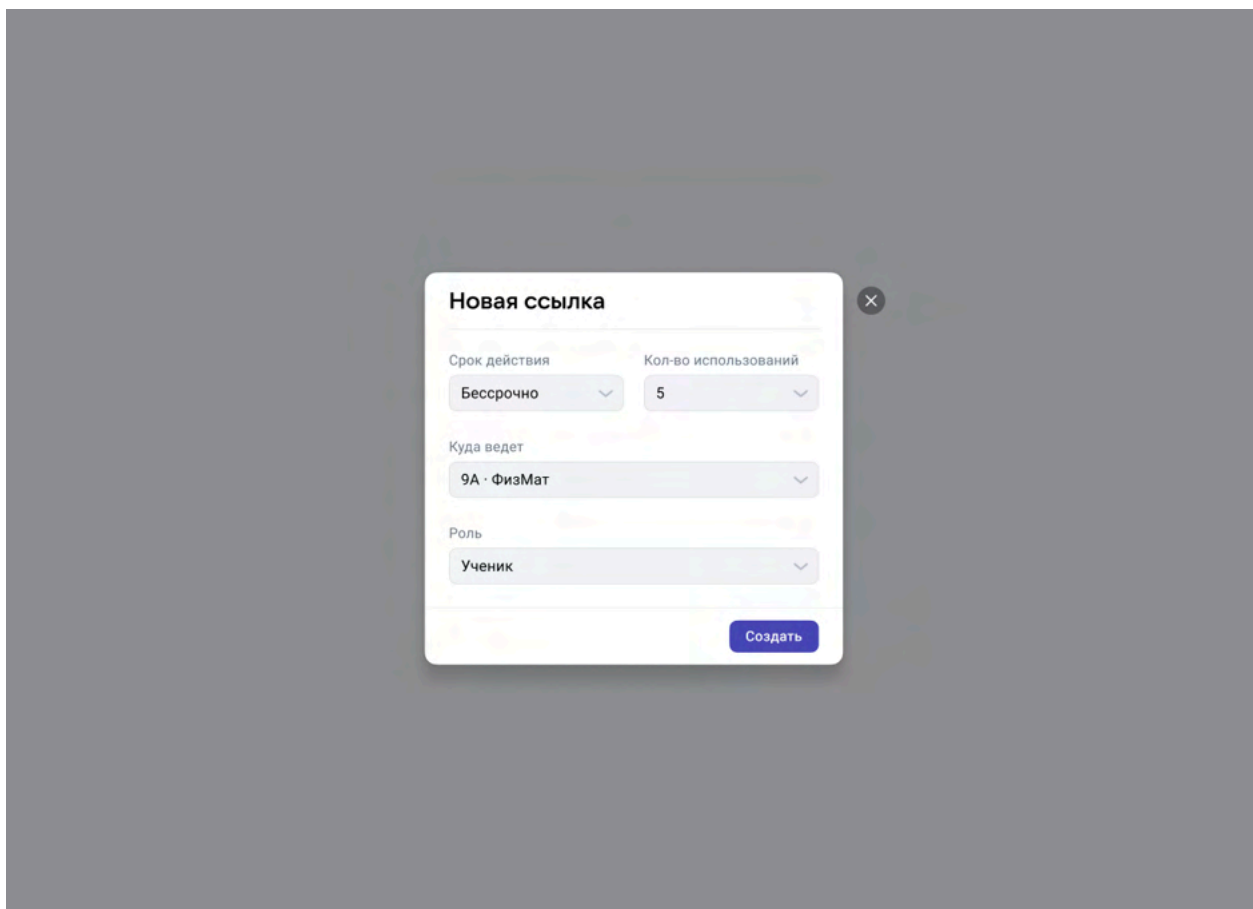 Новая ссылка
Срок действия Кол-во использований
Бессрочно 5
Куда ведет
9А · ФизМат
Роль
Ученик
Создать